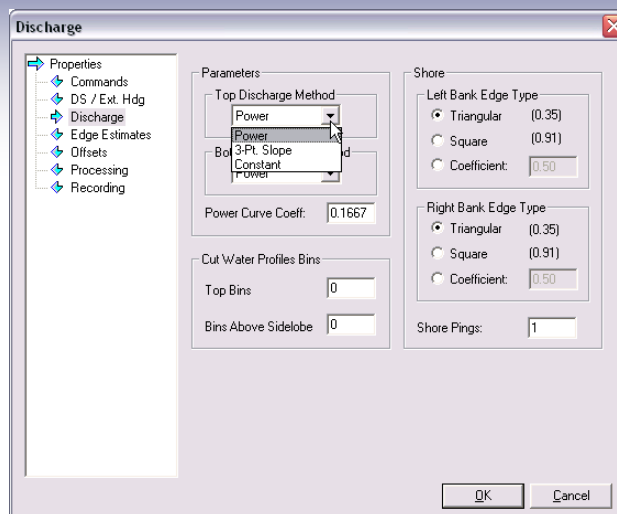 Discharge
Properties
Commands
DS / Ext. Hdg
Discharge
Edge Estimates
Offsets
Processing
Recording
Parameters
Top Discharge Method
Power
Power
3-Pt. Slope
Constant
Power Curve Coeff: 0.1667
Cut Water Profiles Bins
Top Bins 0
Bins Above Sidelobe 0
Shore
Left Bank Edge Type
Triangular (0.35)
Square (0.91)
Coefficient: 0.50
Right Bank Edge Type
Triangular (0.35)
Square (0.91)
Coefficient: 0.50
Shore Pings: 1
OK Cancel